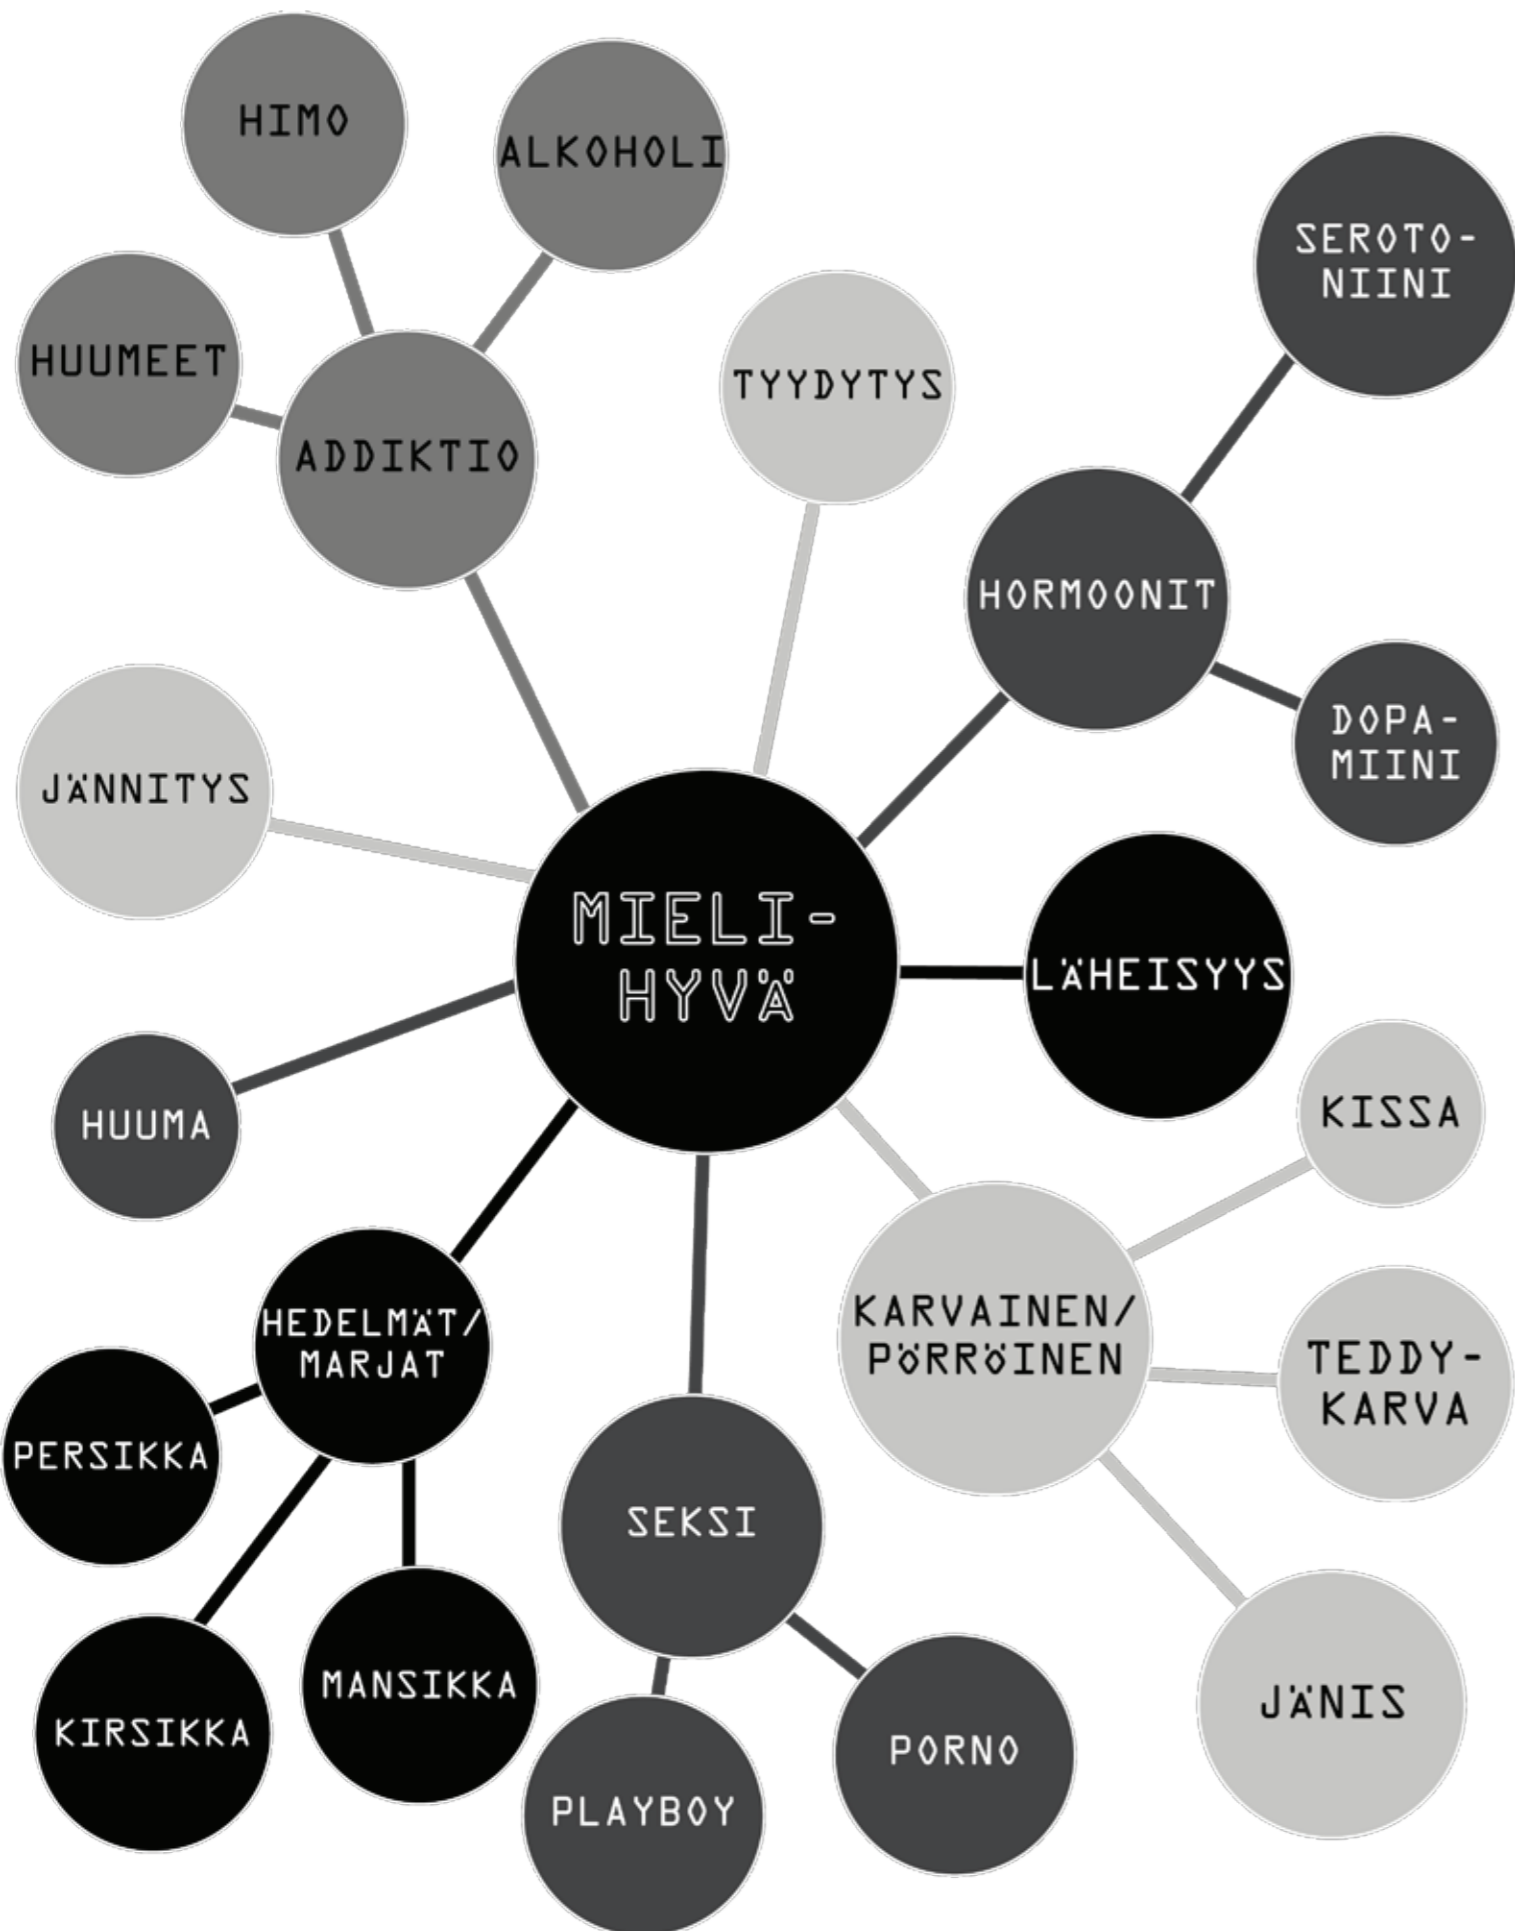 HIMO
ALKOHOLI
SEROTO-
NIINI
HUUMEET
TYYDYTYS
ADDIKTIO
HORMOONIT
DOPA-
MIINI
JÄNNITYS
MIELI-
HYVÄ
LÄHEISYYS
KISSA
HUUMA
HEDELMÄT/
MARJAT
KARVAINEN/
PÖRRÖINEN
TEDDY-
KARVA
PERSIKKA
SEKSI
MANSIKKA
JÄNIS
KIRSIKKA
PORNO
PLAYBOY